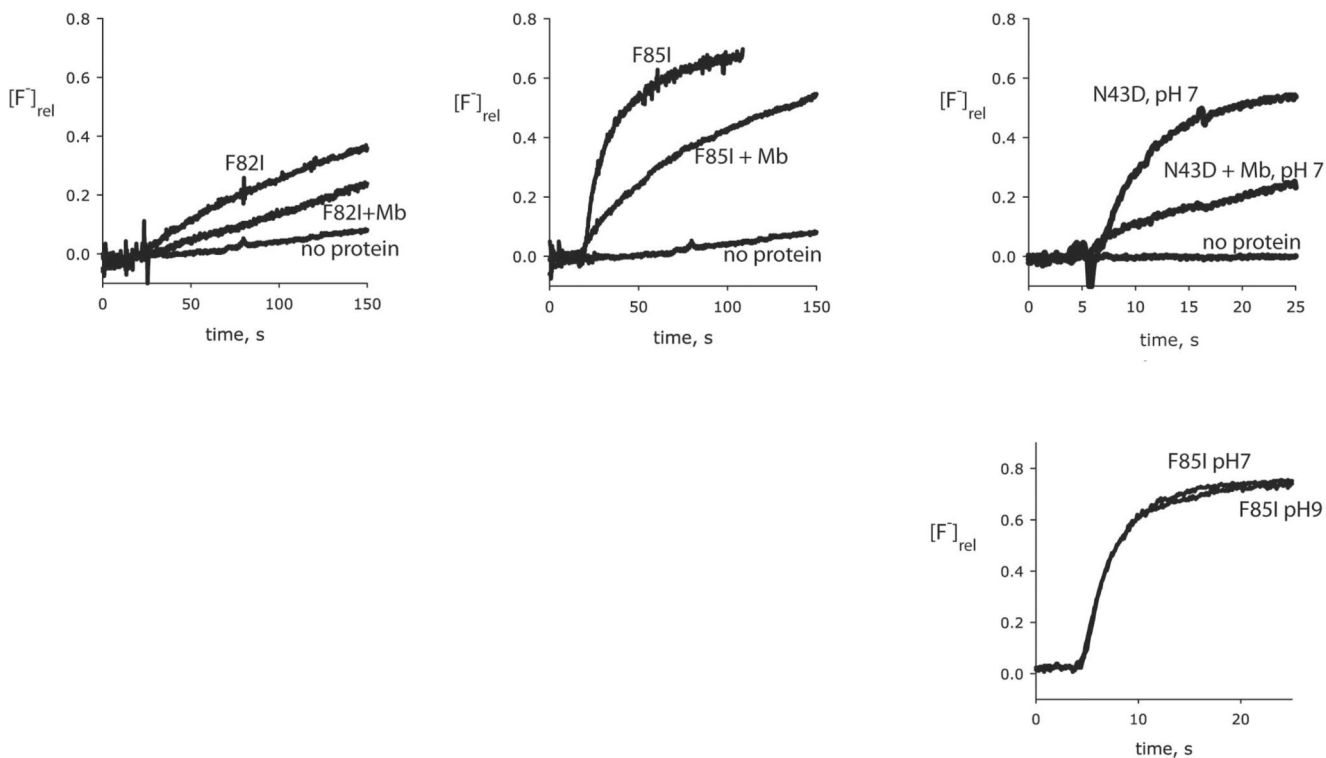 0.8
0.6
[F⁻]rel
0.4
0.2
0.0
F82I
F82I+Mb
no protein
0
50
100
150
time, s
0.8
0.6
[F⁻]rel
0.4
0.2
0.0
F85I
F85I + Mb
no protein
0
50
100
150
time, s
0.8
0.6
[F⁻]rel
0.4
0.2
0.0
N43D, pH 7
N43D + Mb, pH 7
no protein
0
5
10
15
20
25
time, s
0.8
0.6
[F⁻]rel
0.4
0.2
0.0
F85I pH7
F85I pH9
0
10
20
time, s